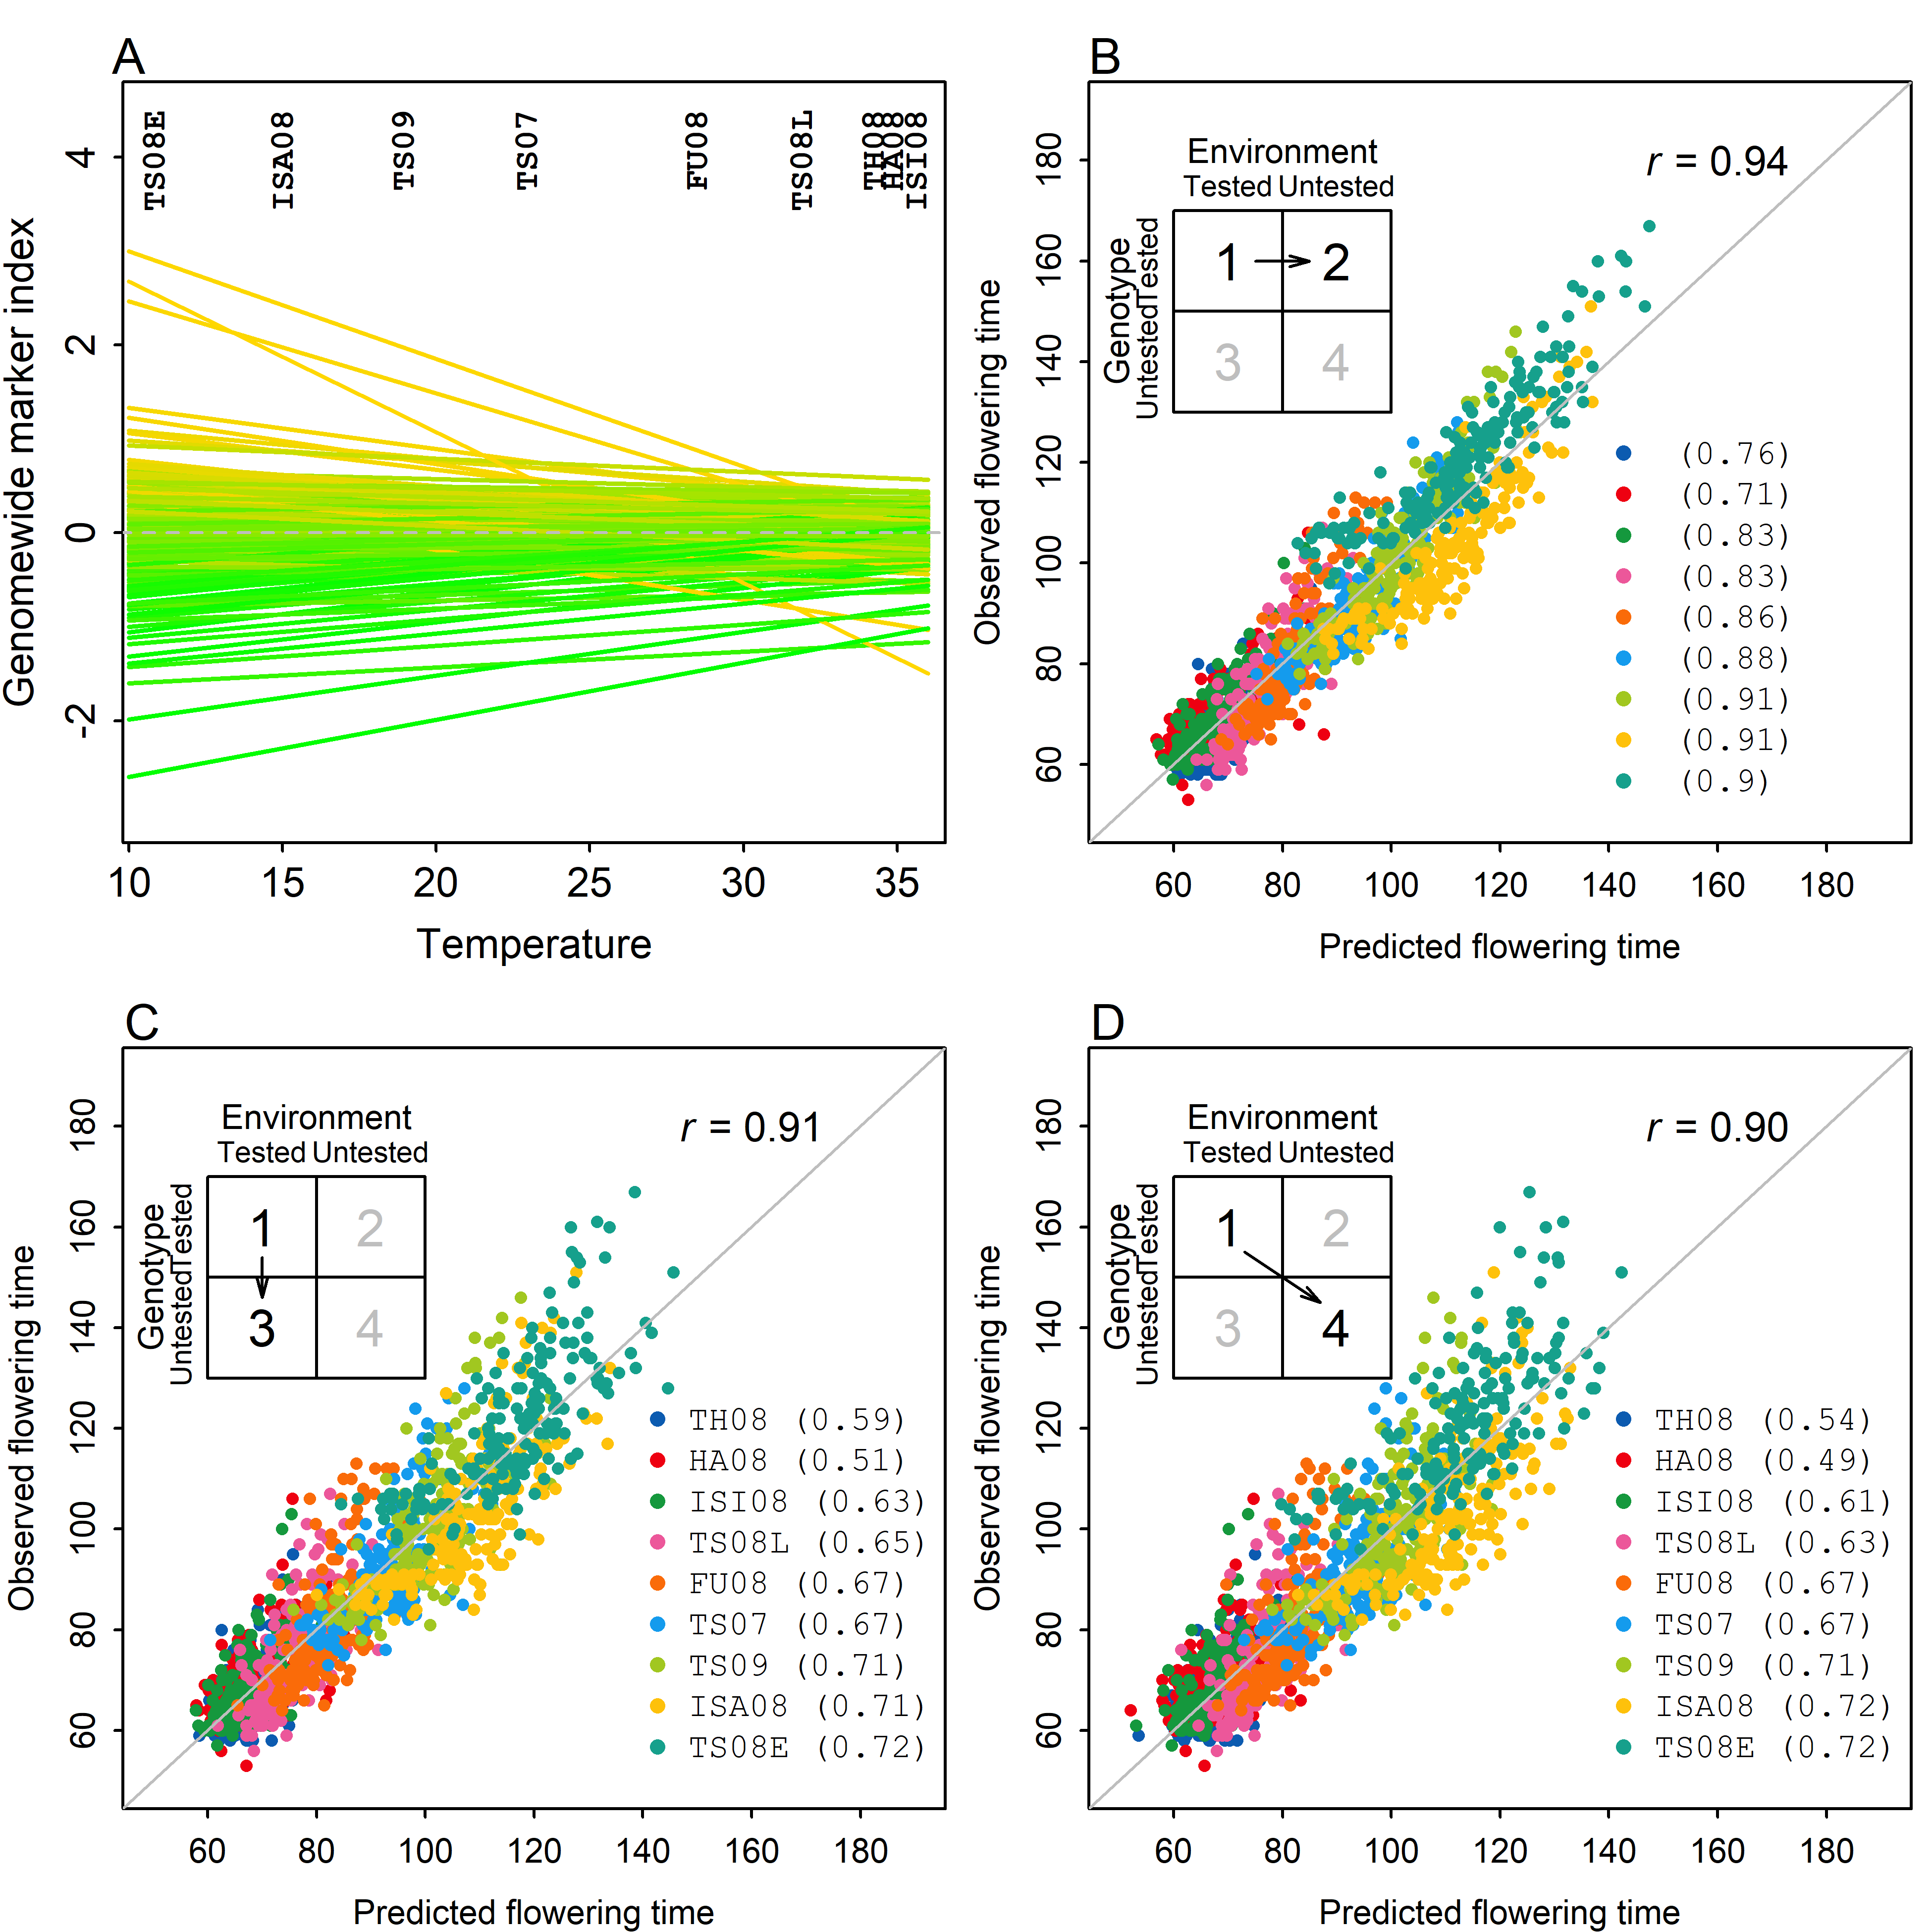 A
TS08E
ISA08
TS09
TS07
FU08
TS08L
TH08
HA08
ISI08
Genomewide marker index
4
2
0
-2
10 15 20 25 30 35
Temperature
B
Observed flowering time
180
160
140
120
100
80
60
Environment
Tested Untested
Genotype
Tested
Untested
1 2
3 4
r = 0.94
(0.76)
(0.71)
(0.83)
(0.83)
(0.86)
(0.88)
(0.91)
(0.91)
(0.9)
60 80 100 120 140 160 180
Predicted flowering time
C
Observed flowering time
180
160
140
120
100
80
60
Environment
Tested Untested
Genotype
Tested
Untested
1 2
3 4
r = 0.91
TH08 (0.59)
HA08 (0.51)
ISI08 (0.63)
TS08L (0.65)
FU08 (0.67)
TS07 (0.67)
TS09 (0.71)
ISA08 (0.71)
TS08E (0.72)
60 80 100 120 140 160 180
Predicted flowering time
D
Observed flowering time
180
160
140
120
100
80
60
Environment
Tested Untested
Genotype
Tested
Untested
1 2
3 4
r = 0.90
TH08 (0.54)
HA08 (0.49)
ISI08 (0.61)
TS08L (0.63)
FU08 (0.67)
TS07 (0.67)
TS09 (0.71)
ISA08 (0.72)
TS08E (0.72)
60 80 100 120 140 160 180
Predicted flowering time